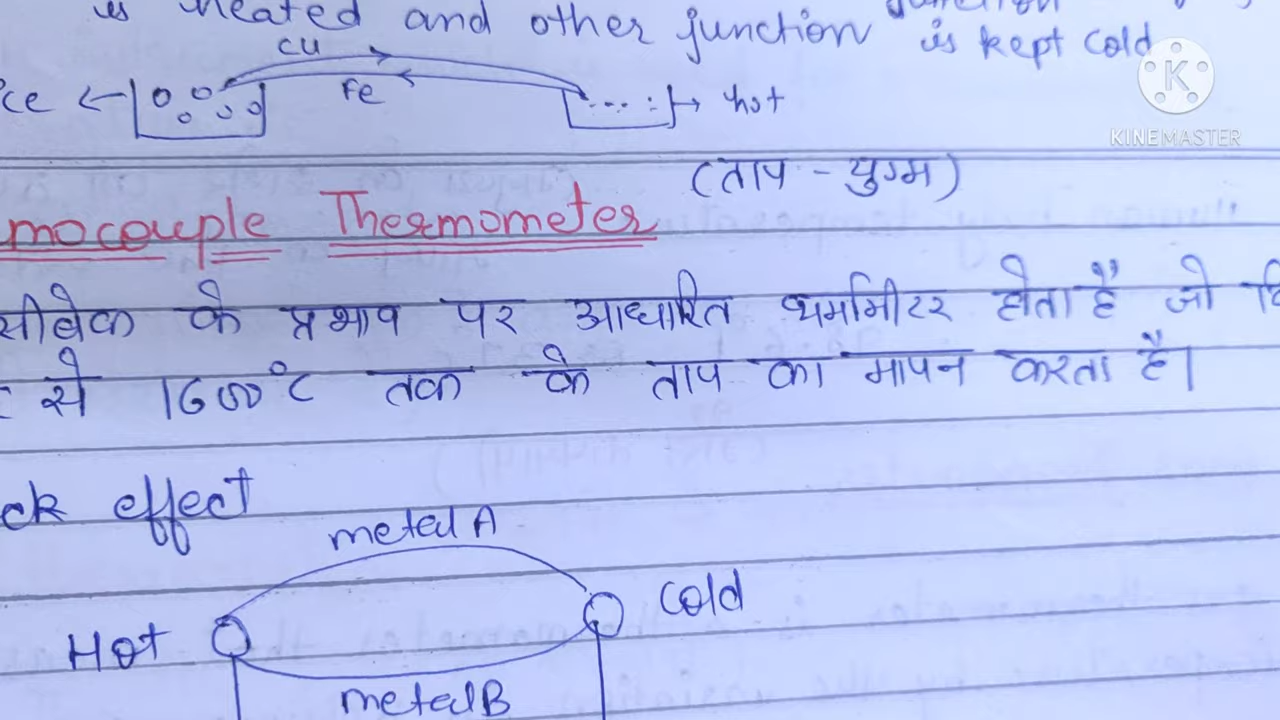 is heated and other junction is kept cold
cu
Fe
ice
hot
KINEMASTER
(ताप - युग्म)
mocouple Thermometer
सीबेक के प्रभाव पर आधारित थर्मामीटर होता है जो
से 1600°C तक के ताप का मापन करता है।
ck effect
metal A
Hot
Cold
metal B